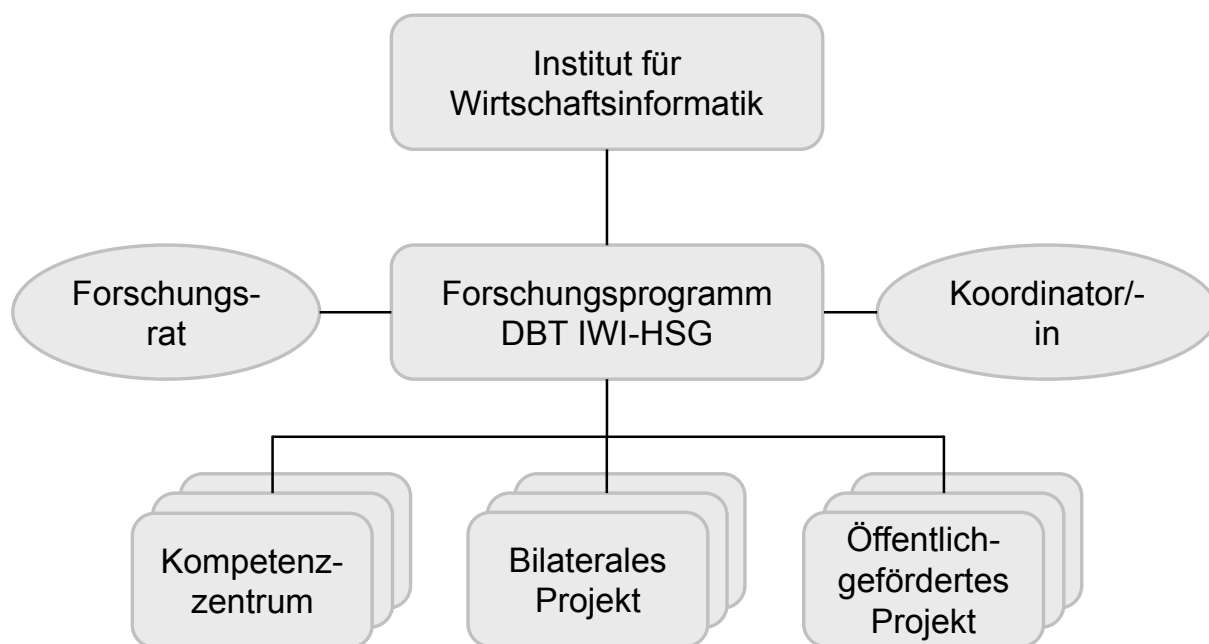 Institut für
Wirtschaftsinformatik
Forschungs-
rat
Forschungsprogramm
DBT IWI-HSG
Koordinator/-
in
Kompetenz-
zentrum
Bilaterales
Projekt
Öffentlich-
gefördertes
Projekt